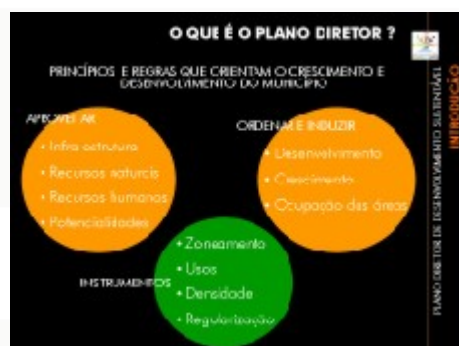 O QUE É O PLANO DIRETOR ?
PRINCÍPIOS E REGRAS QUE ORIENTAM O CRESCIMENTO E
DESENVOLVIMENTO DO MUNICÍPIO
APROVEITAR
• Infra estrutura
• Recursos naturais
• Recursos humanos
• Potencialidades
ORDENAR E INDUZIR
• Desenvolvimento
• Crescimento
• Ocupação das áreas
INSTRUMENTOS
• Zoneamento
• Usos
• Densidade
• Regularização
PLANO DIRETOR DE DESENVOLVIMENTO SUSTENTÁVEL
INTRODUÇÃO